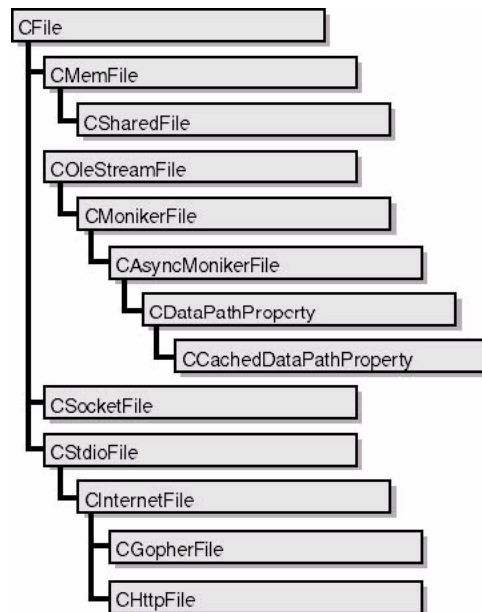 CFile
CMemFile
CSharedFile
COleStreamFile
CMonikerFile
CAsyncMonikerFile
CDataPathProperty
CCachedDataPathProperty
CSocketFile
CStdioFile
CInternetFile
CGopherFile
CHttpFile